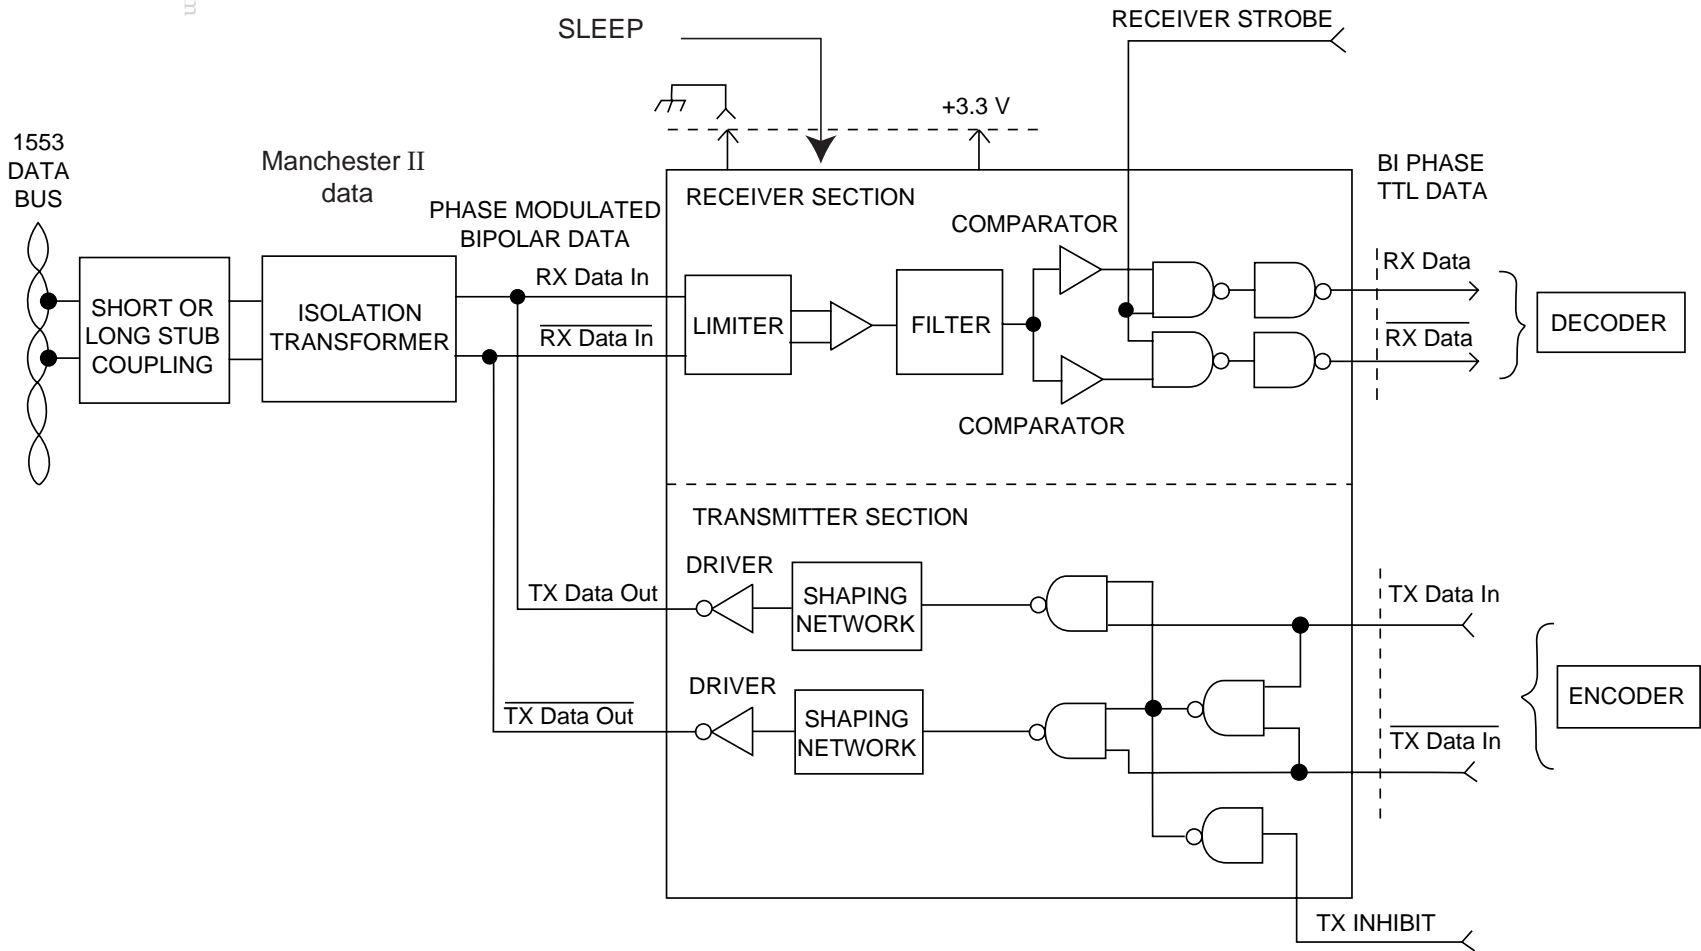 SLEEP
RECEIVER STROBE
+3.3 V
1553
DATA
BUS
Manchester II
data
PHASE MODULATED
BIPOLAR DATA
RECEIVER SECTION
BI PHASE
TTL DATA
COMPARATOR
RX Data In
RX Data In
SHORT OR
LONG STUB
COUPLING
ISOLATION
TRANSFORMER
LIMITER
FILTER
RX Data
RX Data
DECODER
COMPARATOR
TRANSMITTER SECTION
DRIVER
TX Data Out
SHAPING
NETWORK
TX Data In
DRIVER
TX Data Out
SHAPING
NETWORK
TX Data In
ENCODER
TX INHIBIT